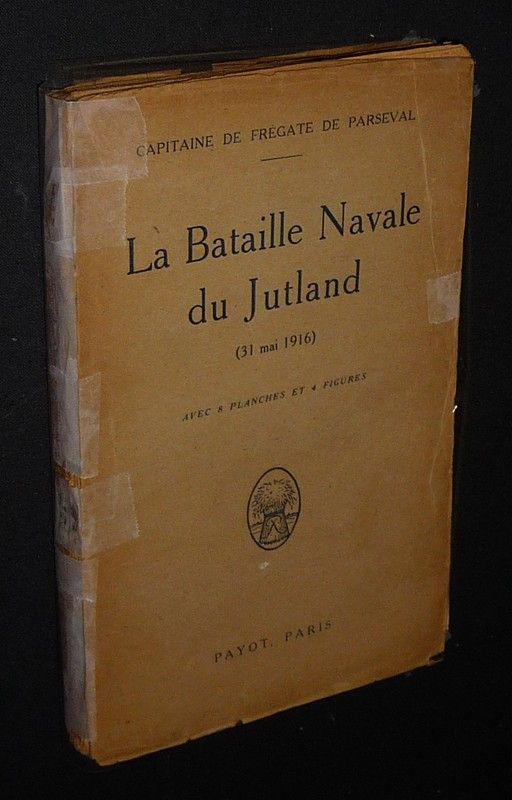 CAPITAINE DE FRÉGATE DE PARSEVAL
La Bataille Navale
du Jutland
(31 mai 1916)
AVEC 8 PLANCHES ET 4 FIGURES
PAYOT, PARIS